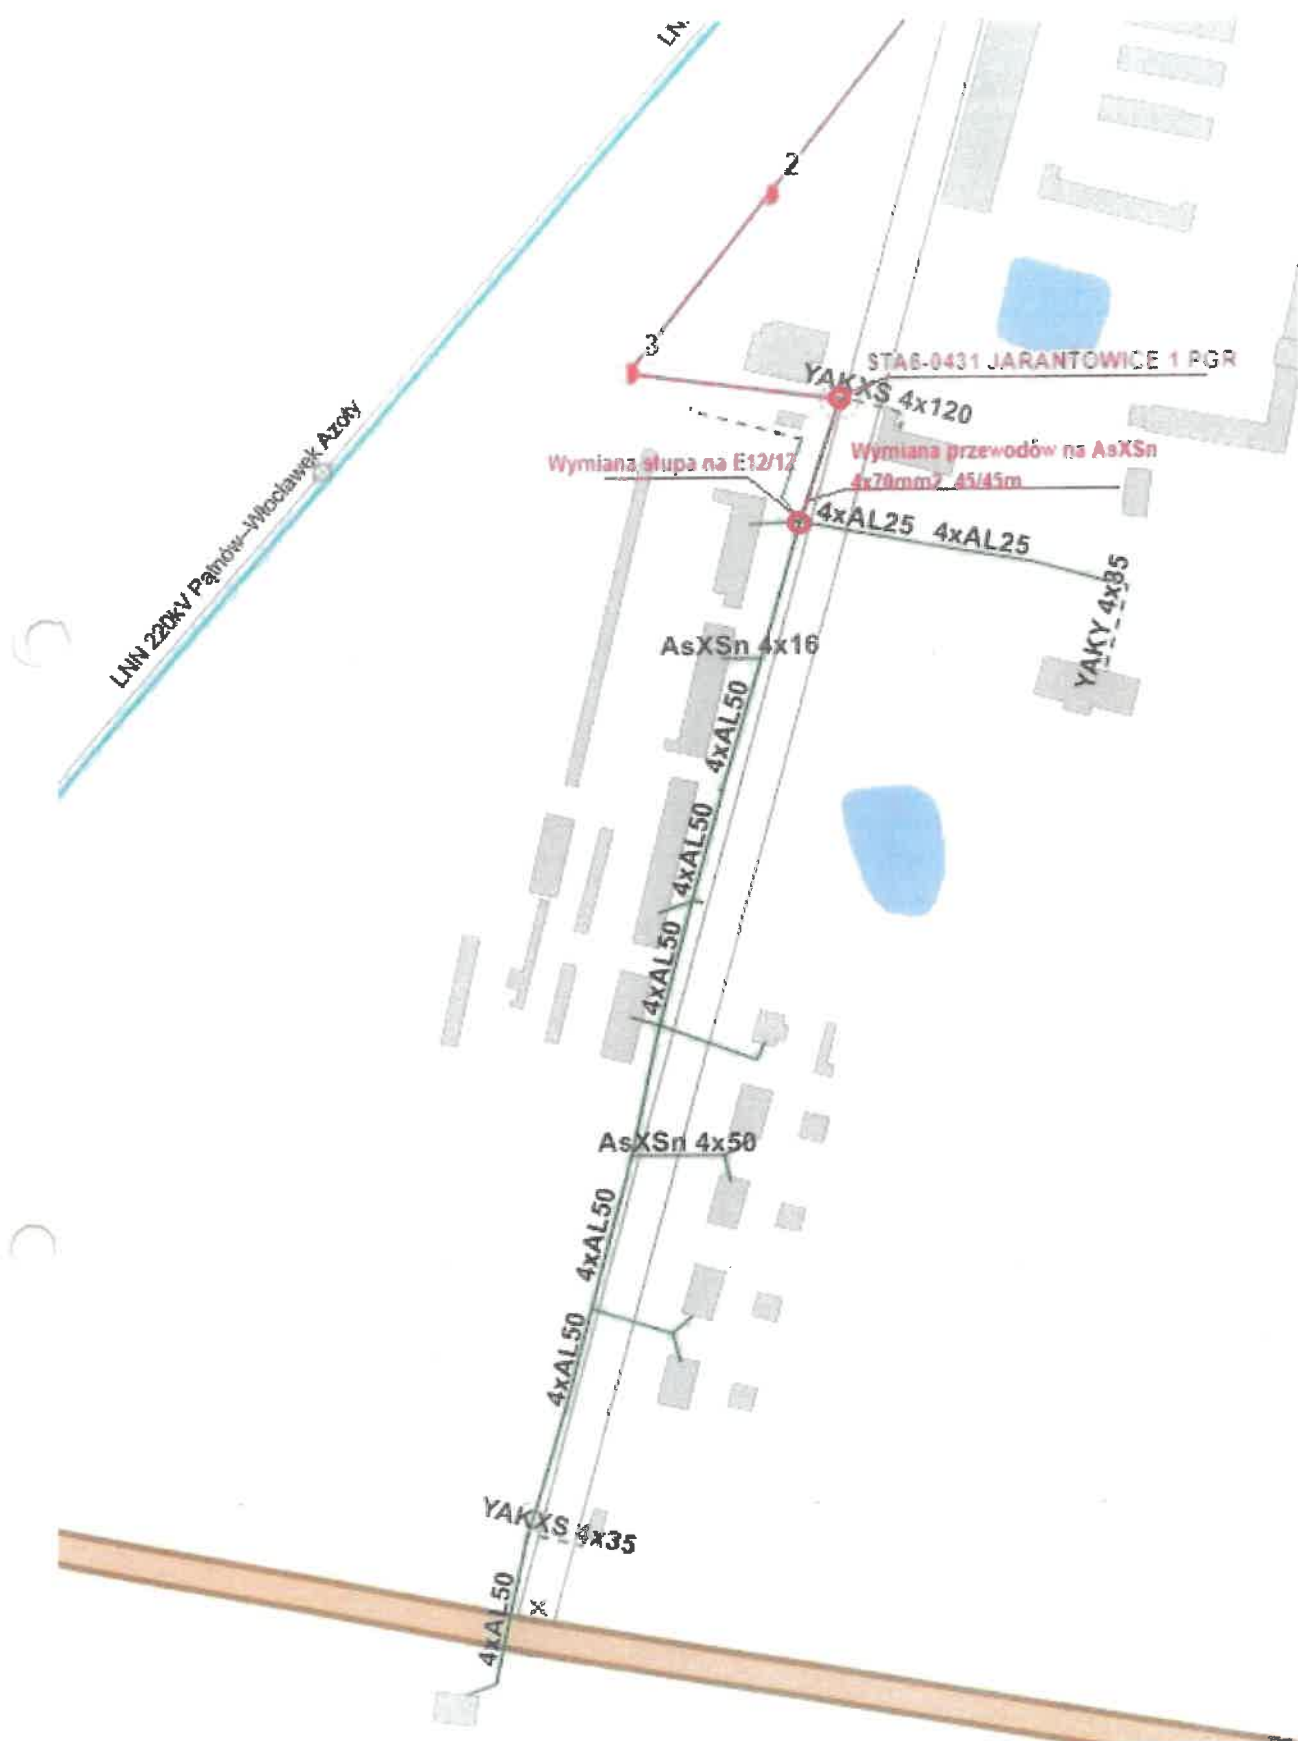 LN.
2
3
STA6-0431 JARANTOWICE 1 PGR
YAKXS 4x120
Wymiana słupa na E12/12
Wymiana przewodów na AsXSn
4x70mm2 45/45m
4xAL25 4xAL25
LNN 220kV Pątnów-Włocławek Azoty
YAKY 4x35
AsXSn 4x16
4xAL50
4xAL50
4xAL50
AsXSn 4x50
4xAL50
4xAL50
YAKXS 4x35
4xAL50
X